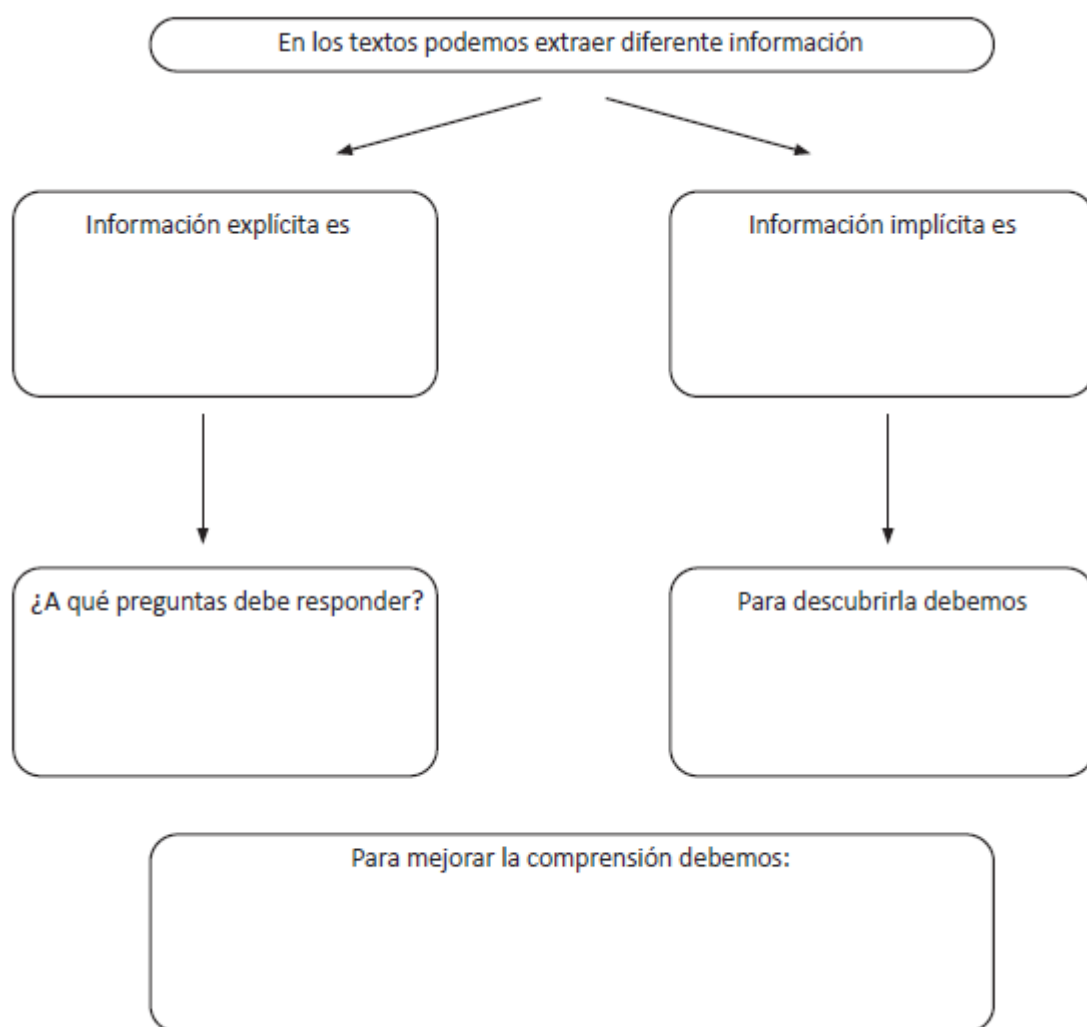 En los textos podemos extraer diferente información
Información explícita es
Información implícita es
¿A qué preguntas debe responder?
Para descubrirla debemos
Para mejorar la comprensión debemos: